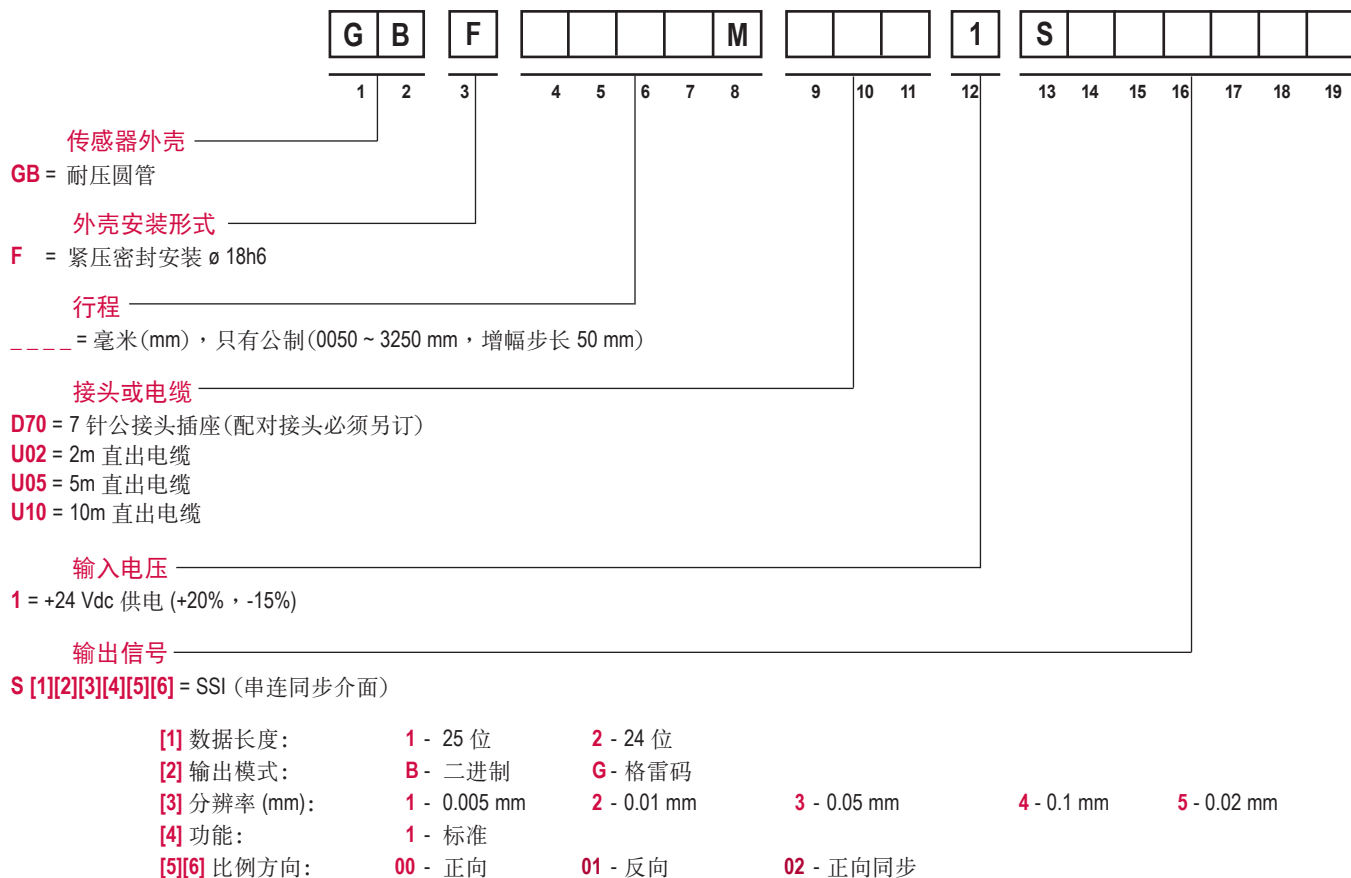 G B F M 1 S
1 2 3 4 5 6 7 8 9 10 11 12 13 14 15 16 17 18 19
传感器外壳
GB = 耐压圆管
外壳安装形式
F = 紧压密封安装 ø 18h6
行程
_ _ _ _ = 毫米(mm)，只有公制(0050 ~ 3250 mm，增幅步长 50 mm)
接头或电缆
D70 = 7 针公接头插座(配对接头必须另订)
U02 = 2m 直出电缆
U05 = 5m 直出电缆
U10 = 10m 直出电缆
输入电压
1 = +24 Vdc 供电 (+20%，-15%)
输出信号
S [1][2][3][4][5][6] = SSI (串连同步介面)
[1] 数据长度: 1 - 25 位 2 - 24 位
[2] 输出模式: B - 二进制 G - 格雷码
[3] 分辨率 (mm): 1 - 0.005 mm 2 - 0.01 mm 3 - 0.05 mm 4 - 0.1 mm 5 - 0.02 mm
[4] 功能: 1 - 标准
[5][6] 比例方向: 00 - 正向 01 - 反向 02 - 正向同步